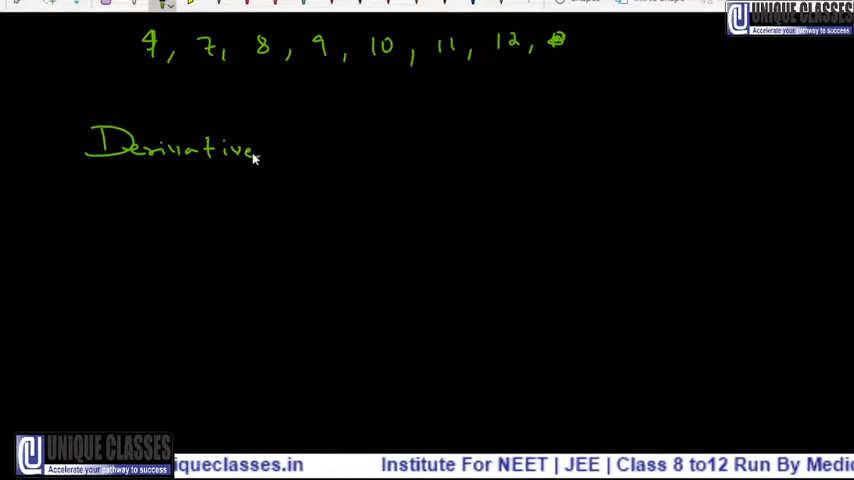 UNIQUE CLASSES
Accelerate your pathway to success
4, 7, 8, 9, 10, 11, 12,
Derivative
UNIQUE CLASSES
Accelerate your pathway to success
iqueclasses.in Institute For NEET | JEE | Class 8 to12 Run By Medic